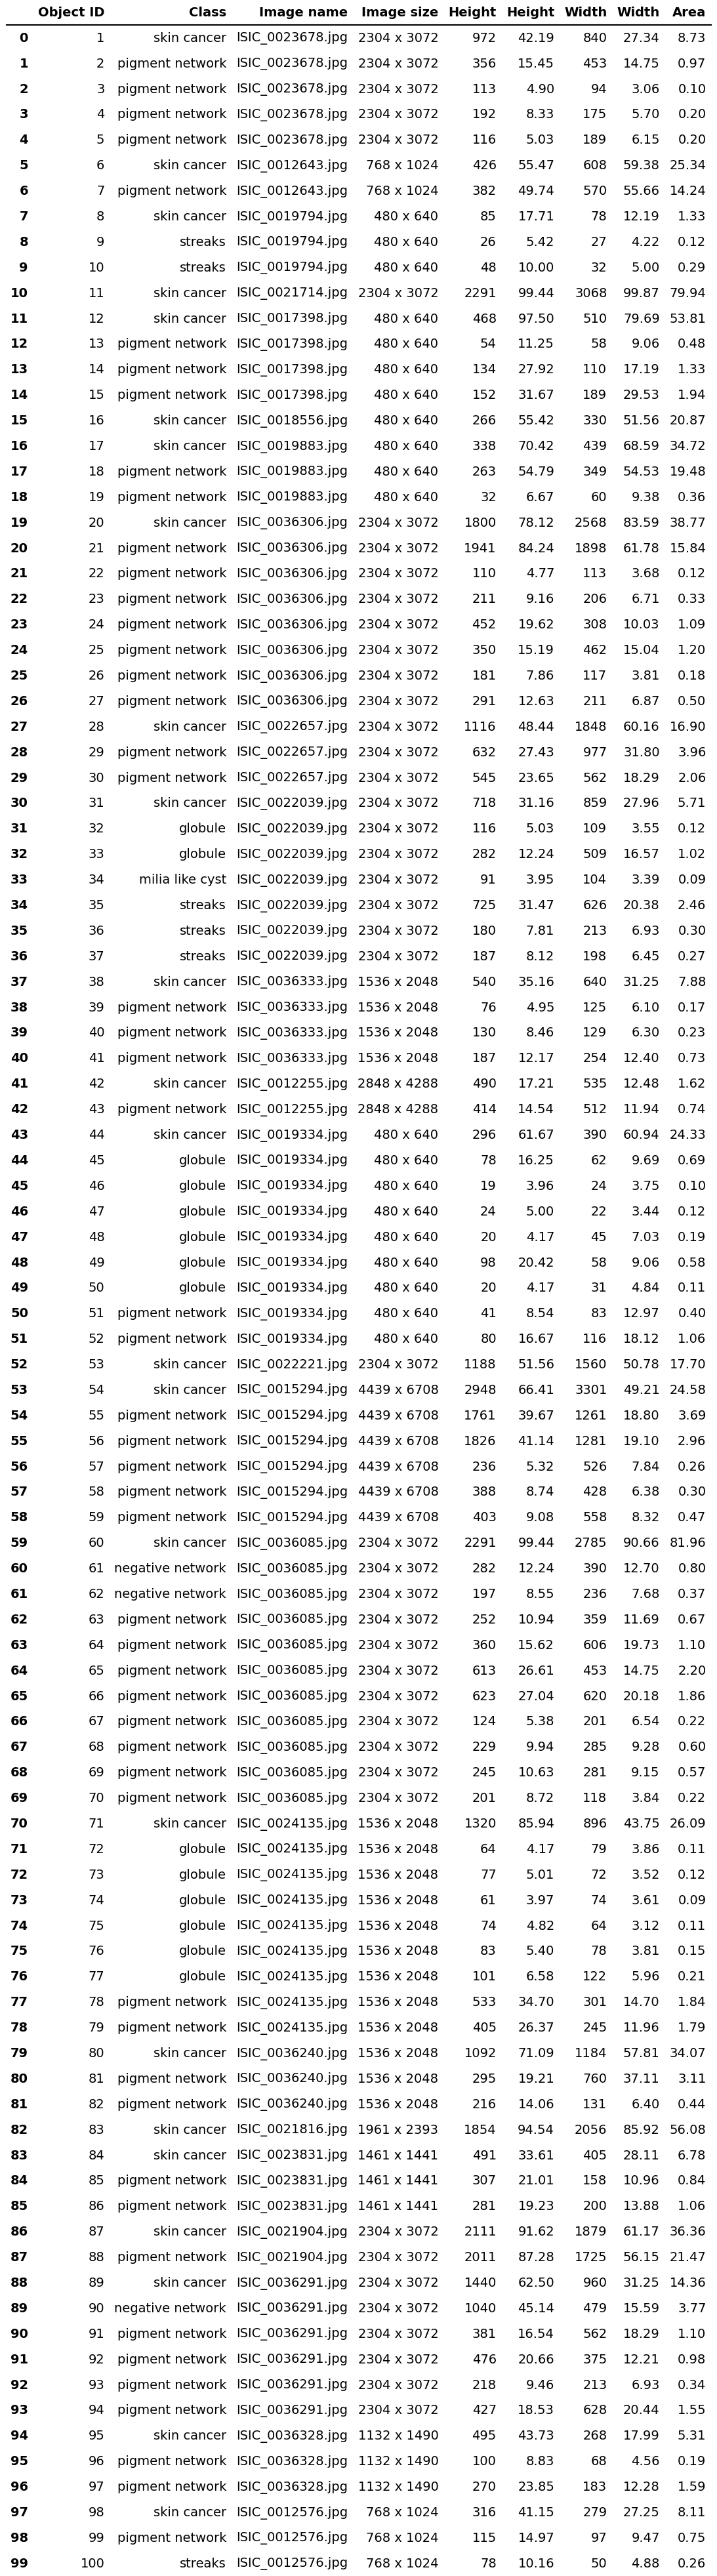 Object ID Class Image name Image size Height Height Width Width Area
0 1 skin cancer ISIC_0023678.jpg 2304 x 3072 972 42.19 840 27.34 8.73
1 2 pigment network ISIC_0023678.jpg 2304 x 3072 356 15.45 453 14.75 0.97
2 3 pigment network ISIC_0023678.jpg 2304 x 3072 113 4.90 94 3.06 0.10
3 4 pigment network ISIC_0023678.jpg 2304 x 3072 192 8.33 175 5.70 0.20
4 5 pigment network ISIC_0023678.jpg 2304 x 3072 116 5.03 189 6.15 0.20
5 6 skin cancer ISIC_0012643.jpg 768 x 1024 426 55.47 608 59.38 25.34
6 7 pigment network ISIC_0012643.jpg 768 x 1024 382 49.74 570 55.66 14.24
7 8 skin cancer ISIC_0019794.jpg 480 x 640 85 17.71 78 12.19 1.33
8 9 streaks ISIC_0019794.jpg 480 x 640 26 5.42 27 4.22 0.12
9 10 streaks ISIC_0019794.jpg 480 x 640 48 10.00 32 5.00 0.29
10 11 skin cancer ISIC_0021714.jpg 2304 x 3072 2291 99.44 3068 99.87 79.94
11 12 skin cancer ISIC_0017398.jpg 480 x 640 468 97.50 510 79.69 53.81
12 13 pigment network ISIC_0017398.jpg 480 x 640 54 11.25 58 9.06 0.48
13 14 pigment network ISIC_0017398.jpg 480 x 640 134 27.92 110 17.19 1.33
14 15 pigment network ISIC_0017398.jpg 480 x 640 152 31.67 189 29.53 1.94
15 16 skin cancer ISIC_0018556.jpg 480 x 640 266 55.42 330 51.56 20.87
16 17 skin cancer ISIC_0019883.jpg 480 x 640 338 70.42 439 68.59 34.72
17 18 pigment network ISIC_0019883.jpg 480 x 640 263 54.79 349 54.53 19.48
18 19 pigment network ISIC_0019883.jpg 480 x 640 32 6.67 60 9.38 0.36
19 20 skin cancer ISIC_0036306.jpg 2304 x 3072 1800 78.12 2568 83.59 38.77
20 21 pigment network ISIC_0036306.jpg 2304 x 3072 1941 84.24 1898 61.78 15.84
21 22 pigment network ISIC_0036306.jpg 2304 x 3072 110 4.77 113 3.68 0.12
22 23 pigment network ISIC_0036306.jpg 2304 x 3072 211 9.16 206 6.71 0.33
23 24 pigment network ISIC_0036306.jpg 2304 x 3072 452 19.62 308 10.03 1.09
24 25 pigment network ISIC_0036306.jpg 2304 x 3072 350 15.19 462 15.04 1.20
25 26 pigment network ISIC_0036306.jpg 2304 x 3072 181 7.86 117 3.81 0.18
26 27 pigment network ISIC_0036306.jpg 2304 x 3072 291 12.63 211 6.87 0.50
27 28 skin cancer ISIC_0022657.jpg 2304 x 3072 1116 48.44 1848 60.16 16.90
28 29 pigment network ISIC_0022657.jpg 2304 x 3072 632 27.43 977 31.80 3.96
29 30 pigment network ISIC_0022657.jpg 2304 x 3072 545 23.65 562 18.29 2.06
30 31 skin cancer ISIC_0022039.jpg 2304 x 3072 718 31.16 859 27.96 5.71
31 32 globule ISIC_0022039.jpg 2304 x 3072 116 5.03 109 3.55 0.12
32 33 globule ISIC_0022039.jpg 2304 x 3072 282 12.24 509 16.57 1.02
33 34 milia like cyst ISIC_0022039.jpg 2304 x 3072 91 3.95 104 3.39 0.09
34 35 streaks ISIC_0022039.jpg 2304 x 3072 725 31.47 626 20.38 2.46
35 36 streaks ISIC_0022039.jpg 2304 x 3072 180 7.81 213 6.93 0.30
36 37 streaks ISIC_0022039.jpg 2304 x 3072 187 8.12 198 6.45 0.27
37 38 skin cancer ISIC_0036333.jpg 1536 x 2048 540 35.16 640 31.25 7.88
38 39 pigment network ISIC_0036333.jpg 1536 x 2048 76 4.95 125 6.10 0.17
39 40 pigment network ISIC_0036333.jpg 1536 x 2048 130 8.46 129 6.30 0.23
40 41 pigment network ISIC_0036333.jpg 1536 x 2048 187 12.17 254 12.40 0.73
41 42 skin cancer ISIC_0012255.jpg 2848 x 4288 490 17.21 535 12.48 1.62
42 43 pigment network ISIC_0012255.jpg 2848 x 4288 414 14.54 512 11.94 0.74
43 44 skin cancer ISIC_0019334.jpg 480 x 640 296 61.67 390 60.94 24.33
44 45 globule ISIC_0019334.jpg 480 x 640 78 16.25 62 9.69 0.69
45 46 globule ISIC_0019334.jpg 480 x 640 19 3.96 24 3.75 0.10
46 47 globule ISIC_0019334.jpg 480 x 640 24 5.00 22 3.44 0.12
47 48 globule ISIC_0019334.jpg 480 x 640 20 4.17 45 7.03 0.19
48 49 globule ISIC_0019334.jpg 480 x 640 98 20.42 58 9.06 0.58
49 50 globule ISIC_0019334.jpg 480 x 640 20 4.17 31 4.84 0.11
50 51 pigment network ISIC_0019334.jpg 480 x 640 41 8.54 83 12.97 0.40
51 52 pigment network ISIC_0019334.jpg 480 x 640 80 16.67 116 18.12 1.06
52 53 skin cancer ISIC_0022221.jpg 2304 x 3072 1188 51.56 1560 50.78 17.70
53 54 skin cancer ISIC_0015294.jpg 4439 x 6708 2948 66.41 3301 49.21 24.58
54 55 pigment network ISIC_0015294.jpg 4439 x 6708 1761 39.67 1261 18.80 3.69
55 56 pigment network ISIC_0015294.jpg 4439 x 6708 1826 41.14 1281 19.10 2.96
56 57 pigment network ISIC_0015294.jpg 4439 x 6708 236 5.32 526 7.84 0.26
57 58 pigment network ISIC_0015294.jpg 4439 x 6708 388 8.74 428 6.38 0.30
58 59 pigment network ISIC_0015294.jpg 4439 x 6708 403 9.08 558 8.32 0.47
59 60 skin cancer ISIC_0036085.jpg 2304 x 3072 2291 99.44 2785 90.66 81.96
60 61 negative network ISIC_0036085.jpg 2304 x 3072 282 12.24 390 12.70 0.80
61 62 negative network ISIC_0036085.jpg 2304 x 3072 197 8.55 236 7.68 0.37
62 63 pigment network ISIC_0036085.jpg 2304 x 3072 252 10.94 359 11.69 0.67
63 64 pigment network ISIC_0036085.jpg 2304 x 3072 360 15.62 606 19.73 1.10
64 65 pigment network ISIC_0036085.jpg 2304 x 3072 613 26.61 453 14.75 2.20
65 66 pigment network ISIC_0036085.jpg 2304 x 3072 623 27.04 620 20.18 1.86
66 67 pigment network ISIC_0036085.jpg 2304 x 3072 124 5.38 201 6.54 0.22
67 68 pigment network ISIC_0036085.jpg 2304 x 3072 229 9.94 285 9.28 0.60
68 69 pigment network ISIC_0036085.jpg 2304 x 3072 245 10.63 281 9.15 0.57
69 70 pigment network ISIC_0036085.jpg 2304 x 3072 201 8.72 118 3.84 0.22
70 71 skin cancer ISIC_0024135.jpg 1536 x 2048 1320 85.94 896 43.75 26.09
71 72 globule ISIC_0024135.jpg 1536 x 2048 64 4.17 79 3.86 0.11
72 73 globule ISIC_0024135.jpg 1536 x 2048 77 5.01 72 3.52 0.12
73 74 globule ISIC_0024135.jpg 1536 x 2048 61 3.97 74 3.61 0.09
74 75 globule ISIC_0024135.jpg 1536 x 2048 74 4.82 64 3.12 0.11
75 76 globule ISIC_0024135.jpg 1536 x 2048 83 5.40 78 3.81 0.15
76 77 globule ISIC_0024135.jpg 1536 x 2048 101 6.58 122 5.96 0.21
77 78 pigment network ISIC_0024135.jpg 1536 x 2048 533 34.70 301 14.70 1.84
78 79 pigment network ISIC_0024135.jpg 1536 x 2048 405 26.37 245 11.96 1.79
79 80 skin cancer ISIC_0036240.jpg 1536 x 2048 1092 71.09 1184 57.81 34.07
80 81 pigment network ISIC_0036240.jpg 1536 x 2048 295 19.21 760 37.11 3.11
81 82 pigment network ISIC_0036240.jpg 1536 x 2048 216 14.06 131 6.40 0.44
82 83 skin cancer ISIC_0021816.jpg 1961 x 2393 1854 94.54 2056 85.92 56.08
83 84 skin cancer ISIC_0023831.jpg 1461 x 1441 491 33.61 405 28.11 6.78
84 85 pigment network ISIC_0023831.jpg 1461 x 1441 307 21.01 158 10.96 0.84
85 86 pigment network ISIC_0023831.jpg 1461 x 1441 281 19.23 200 13.88 1.06
86 87 skin cancer ISIC_0021904.jpg 2304 x 3072 2111 91.62 1879 61.17 36.36
87 88 pigment network ISIC_0021904.jpg 2304 x 3072 2011 87.28 1725 56.15 21.47
88 89 skin cancer ISIC_0036291.jpg 2304 x 3072 1440 62.50 960 31.25 14.36
89 90 negative network ISIC_0036291.jpg 2304 x 3072 1040 45.14 479 15.59 3.77
90 91 pigment network ISIC_0036291.jpg 2304 x 3072 381 16.54 562 18.29 1.10
91 92 pigment network ISIC_0036291.jpg 2304 x 3072 476 20.66 375 12.21 0.98
92 93 pigment network ISIC_0036291.jpg 2304 x 3072 218 9.46 213 6.93 0.34
93 94 pigment network ISIC_0036291.jpg 2304 x 3072 427 18.53 628 20.44 1.55
94 95 skin cancer ISIC_0036328.jpg 1132 x 1490 495 43.73 268 17.99 5.31
95 96 pigment network ISIC_0036328.jpg 1132 x 1490 100 8.83 68 4.56 0.19
96 97 pigment network ISIC_0036328.jpg 1132 x 1490 270 23.85 183 12.28 1.59
97 98 skin cancer ISIC_0012576.jpg 768 x 1024 316 41.15 279 27.25 8.11
98 99 pigment network ISIC_0012576.jpg 768 x 1024 115 14.97 97 9.47 0.75
99 100 streaks ISIC_0012576.jpg 768 x 1024 78 10.16 50 4.88 0.26